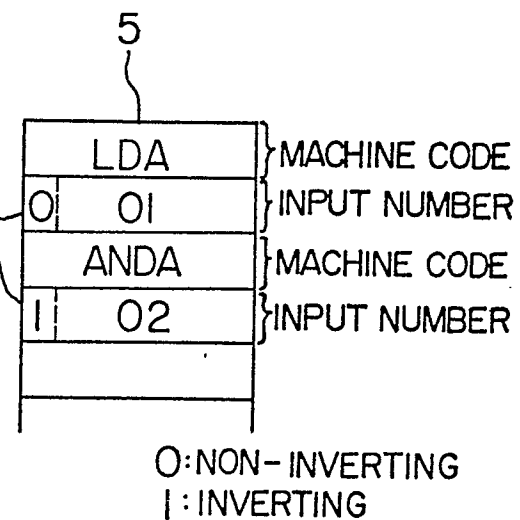 5
LDA MACHINE CODE
0 01 INPUT NUMBER
ANDA MACHINE CODE
1 02 INPUT NUMBER
0:NON-INVERTING
1:INVERTING